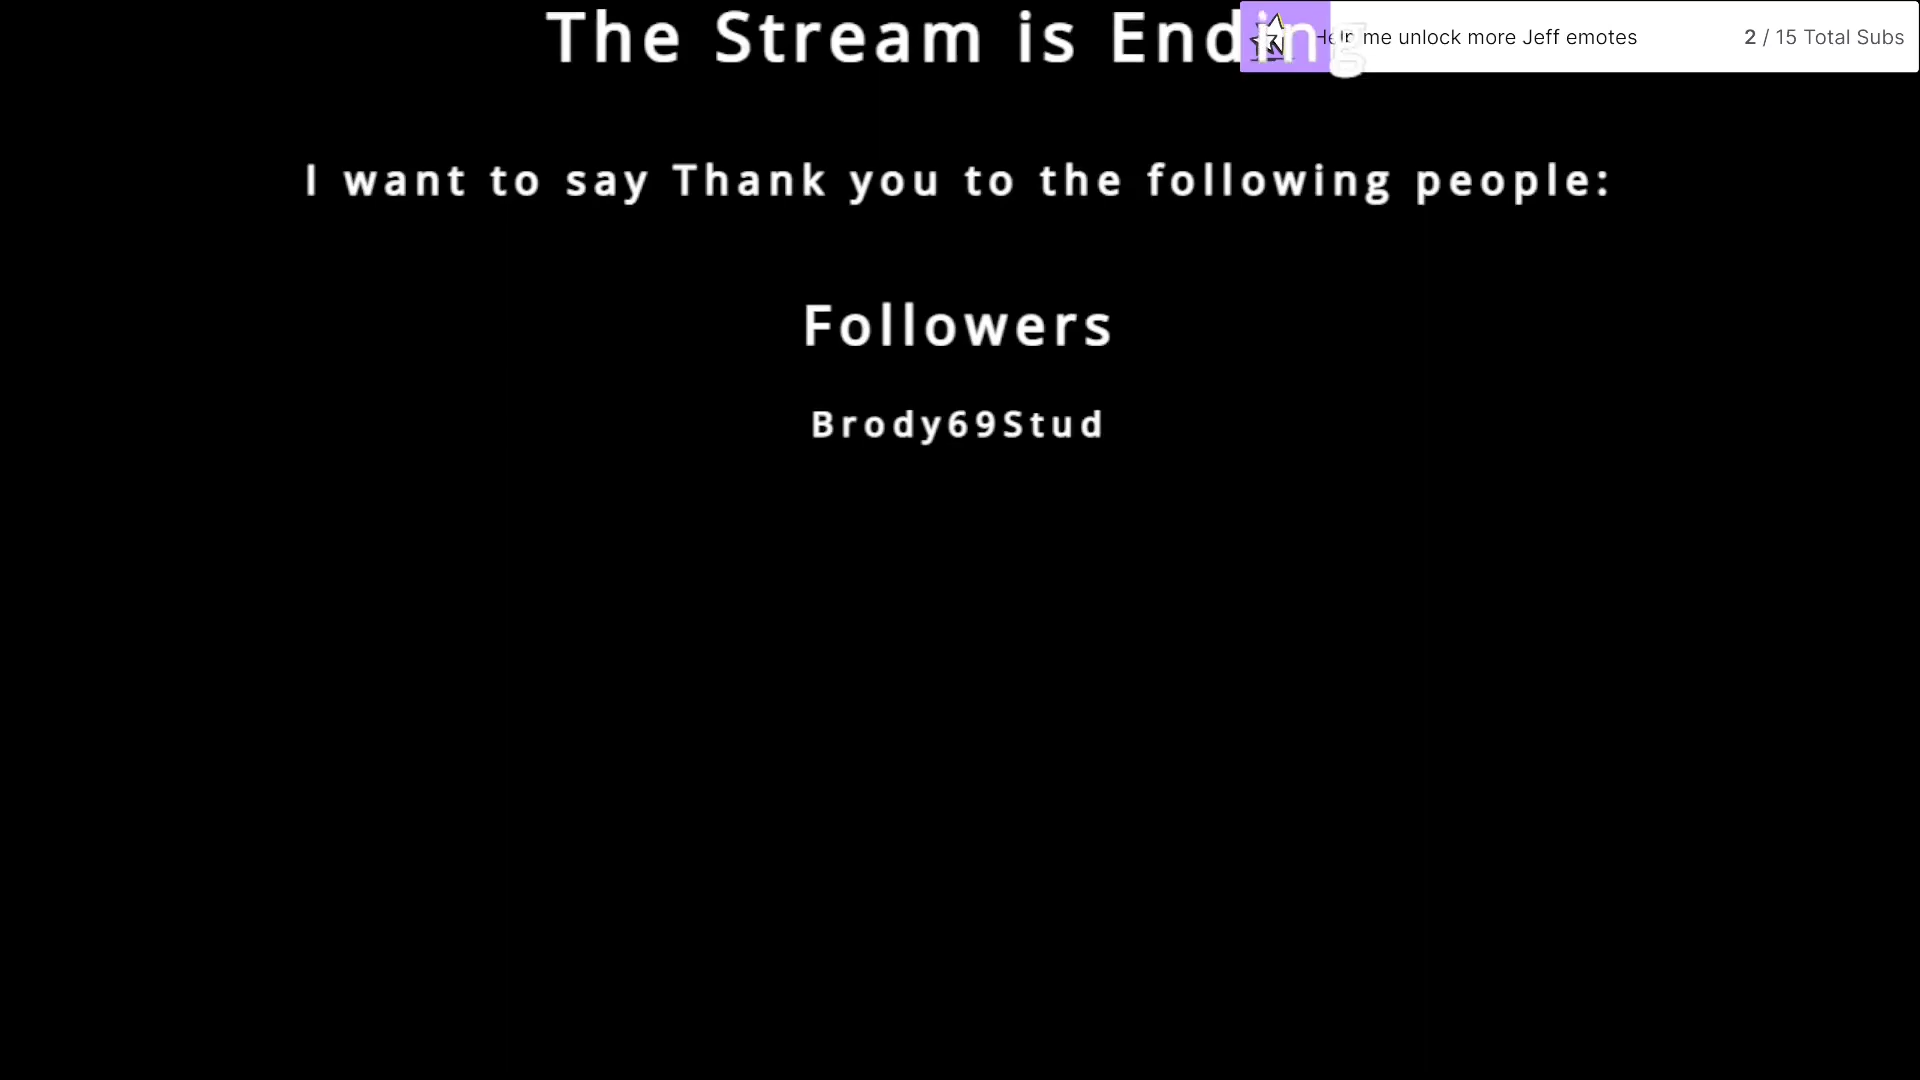 The Stream is Ending
Help me unlock more Jeff emotes
2 / 15 Total Subs
I want to say Thank you to the following people:
Followers
Brody69Stud